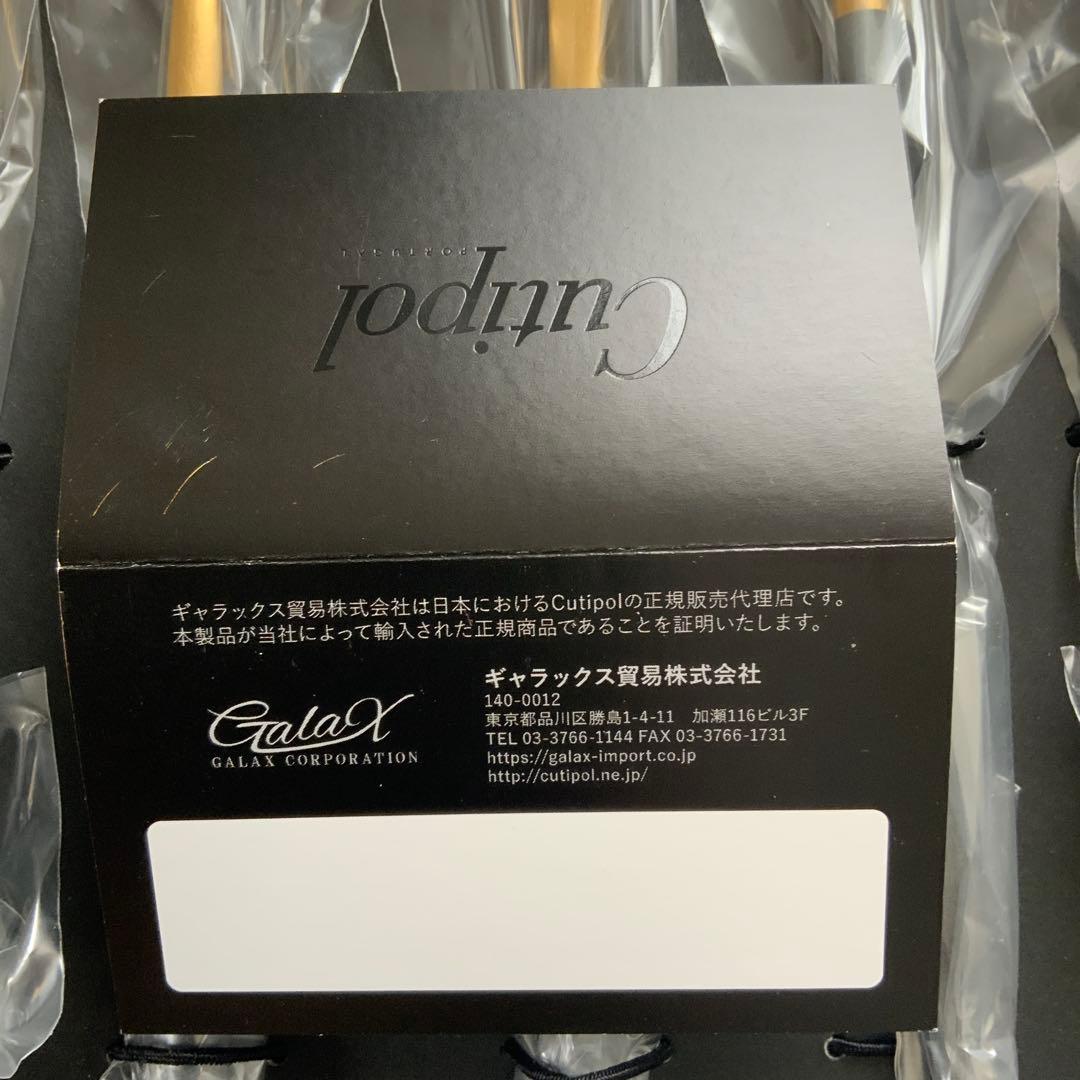 Cutipol
PORTUGAL
ギャラックス貿易株式会社は日本におけるCutipolの正規販売代理店です。
本製品が当社によって輸入された正規商品であることを証明いたします。
GalaX
GALAX CORPORATION
ギャラックス貿易株式会社
140-0012
東京都品川区勝島1-4-11 加瀬116ビル3F
TEL 03-3766-1144 FAX 03-3766-1731
https://galax-import.co.jp
http://cutipol.ne.jp/